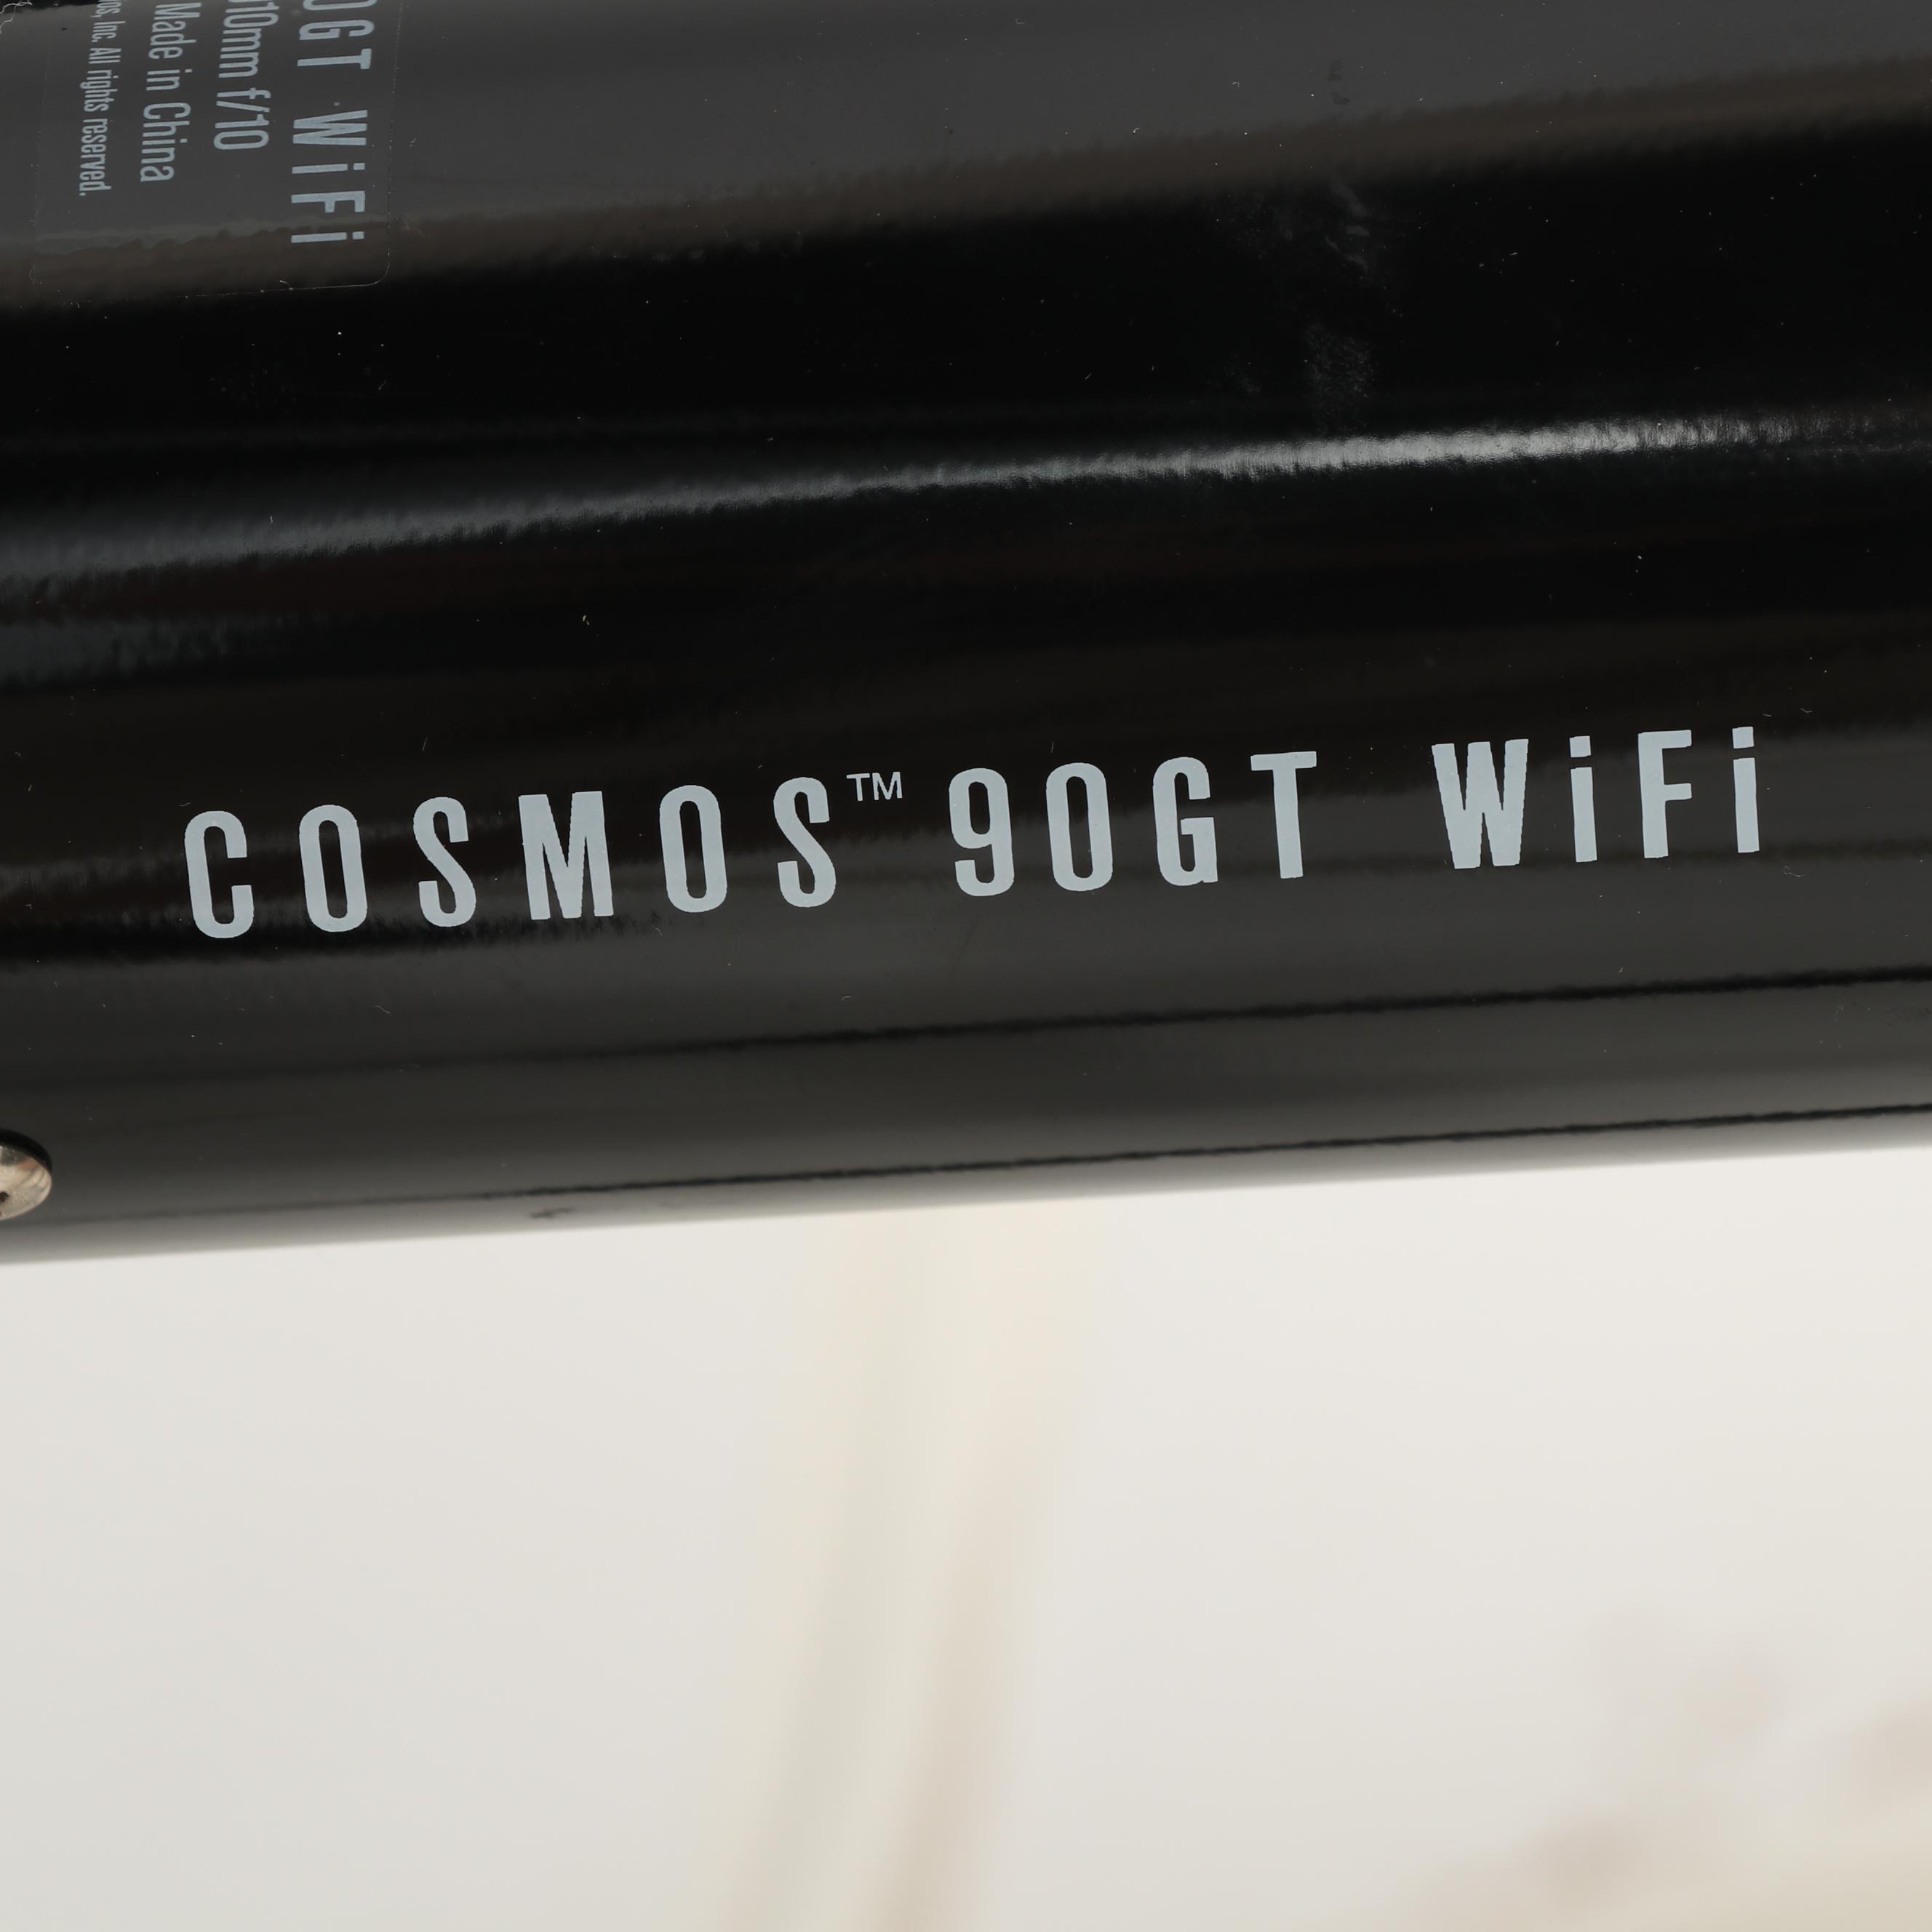 COSMOS™ 90GT WiFi
0GT WiFi
10mm f/10
Made in China
Inc. All rights reserved.